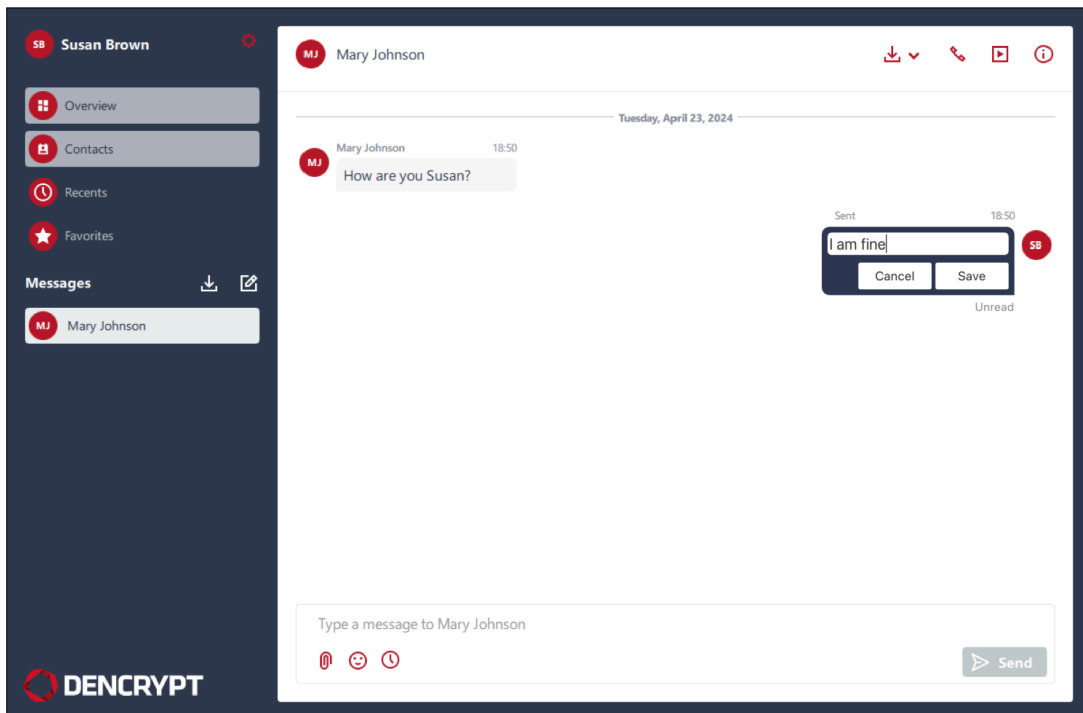 SB Susan Brown
Overview
Contacts
Recents
Favorites
Messages
MJ Mary Johnson
DENCRYPT
MJ Mary Johnson
Tuesday, April 23, 2024
Mary Johnson 18:50
MJ
How are you Susan?
Sent 18:50
I am fine
SB
Cancel Save
Unread
Type a message to Mary Johnson
Send